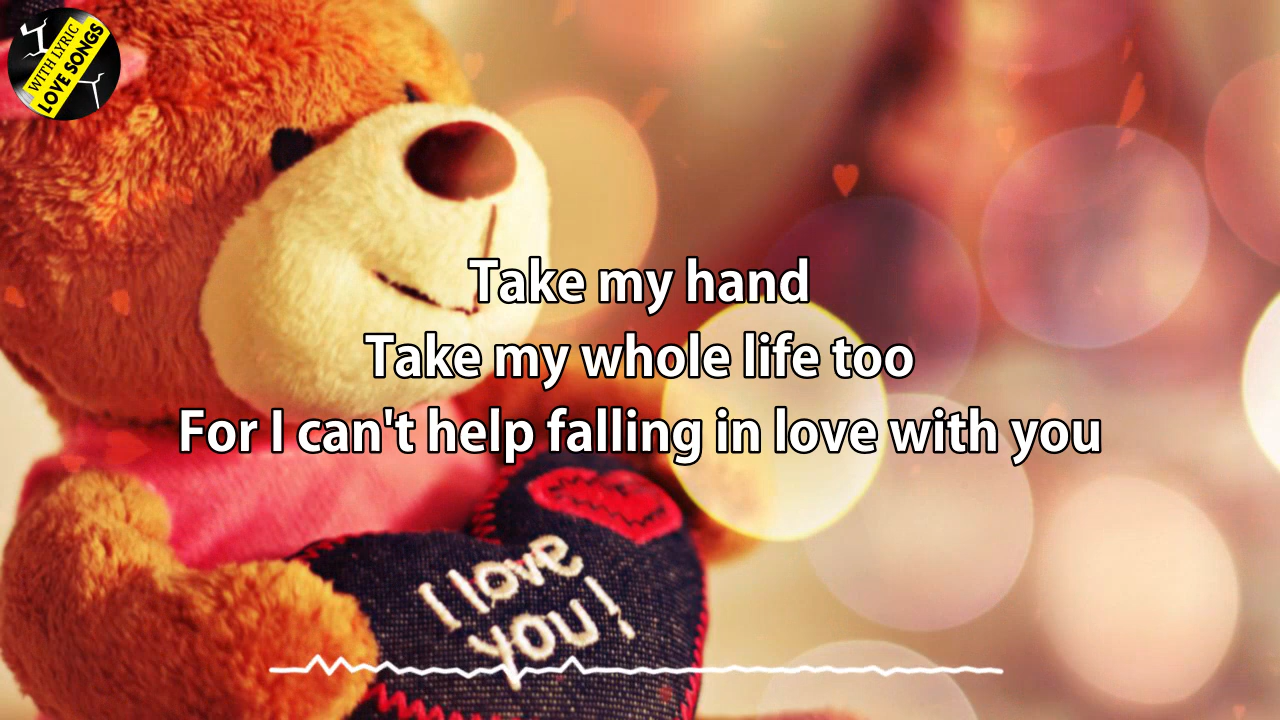 WITH LYRIC
LOVE SONGS
Take my hand
Take my whole life too
For I can't help falling in love with you
I love
you!